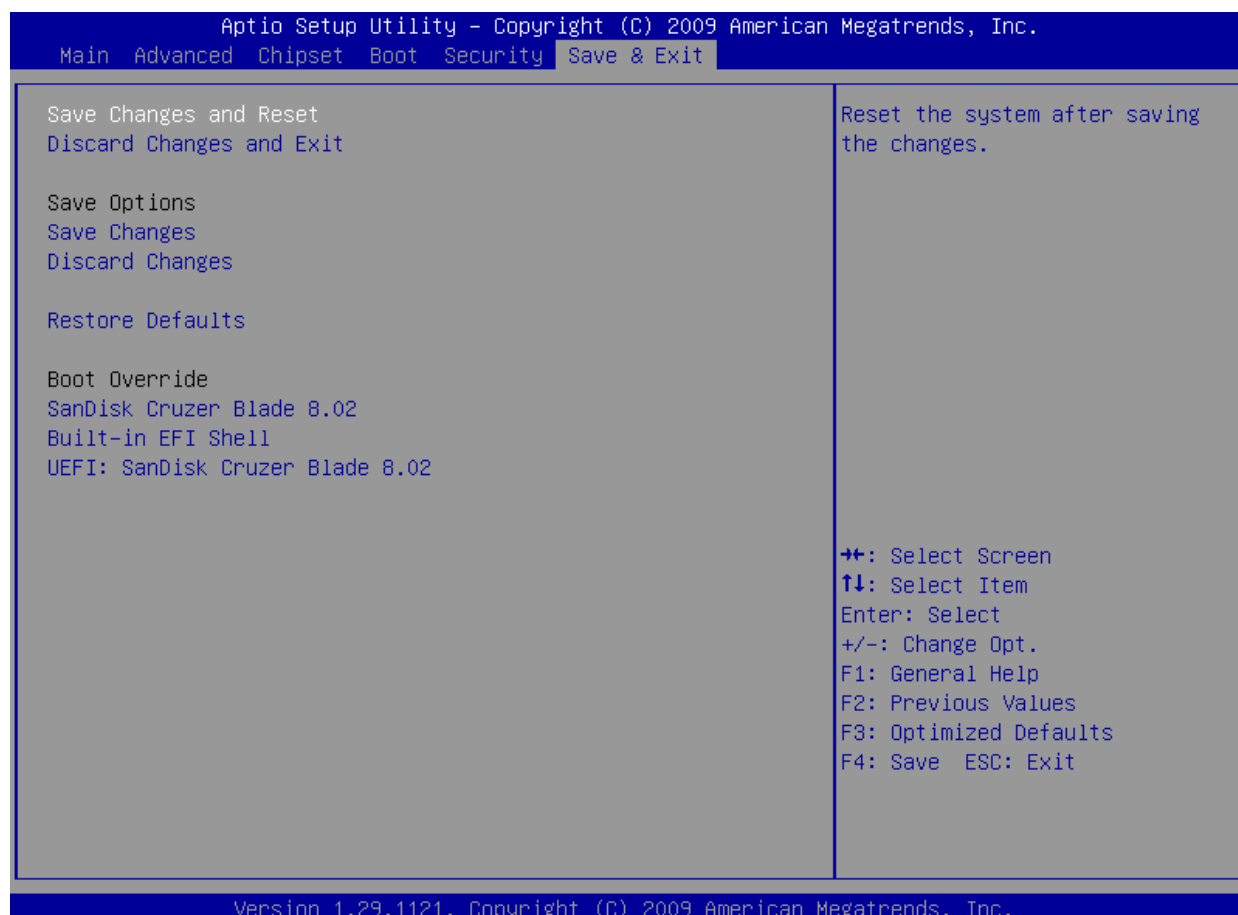 Aptio Setup Utility – Copyright (C) 2009 American Megatrends, Inc.
Main Advanced Chipset Boot Security Save & Exit
Save Changes and Reset
Discard Changes and Exit
Save Options
Save Changes
Discard Changes
Restore Defaults
Boot Override
SanDisk Cruzer Blade 8.02
Built-in EFI Shell
UEFI: SanDisk Cruzer Blade 8.02
Reset the system after saving
the changes.
→←: Select Screen
↑↓: Select Item
Enter: Select
+/-: Change Opt.
F1: General Help
F2: Previous Values
F3: Optimized Defaults
F4: Save ESC: Exit
Version 1.29.1121. Copyright (C) 2009 American Megatrends, Inc.